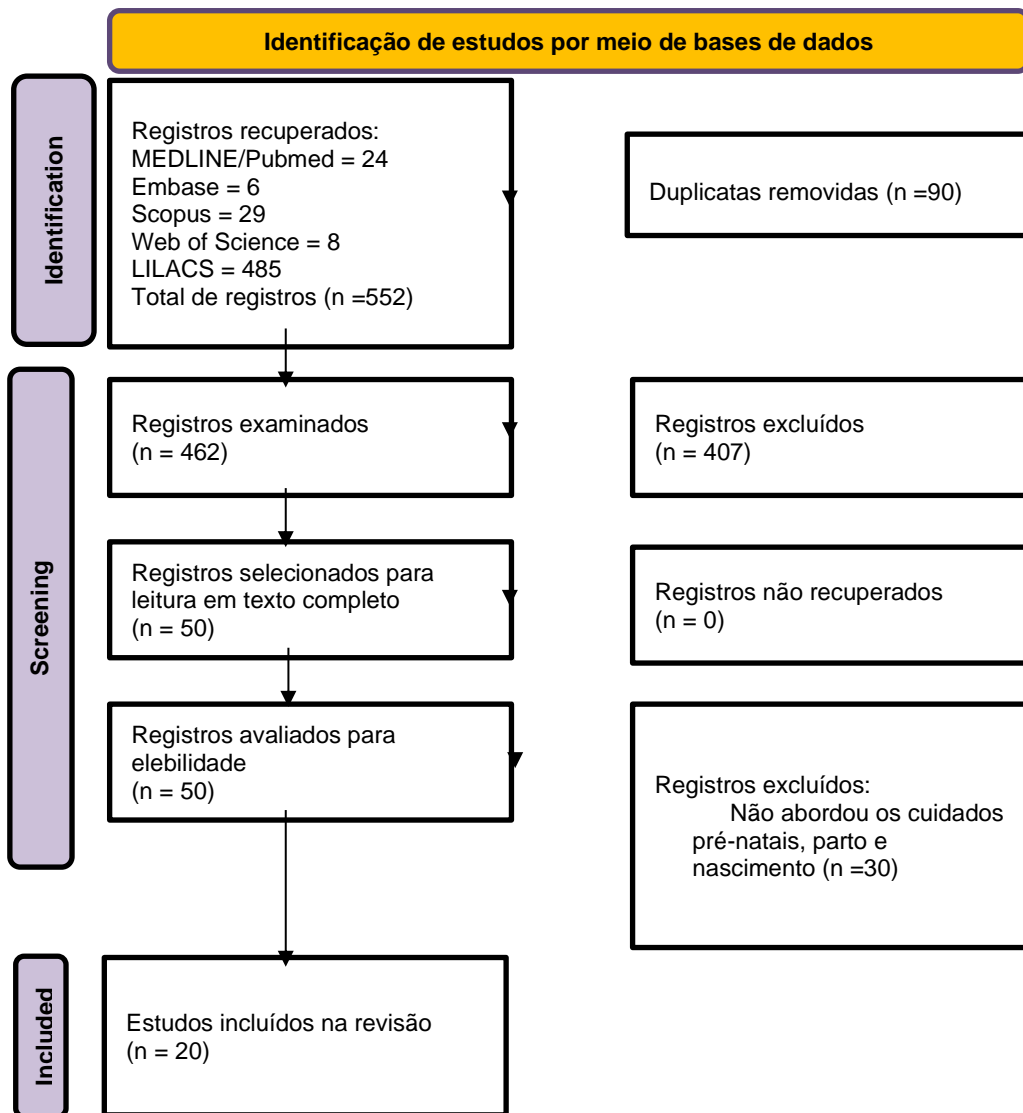 Identificação de estudos por meio de bases de dados
Identification
Registros recuperados:
MEDLINE/Pubmed = 24
Embase = 6
Scopus = 29
Web of Science = 8
LILACS = 485
Total de registros (n =552)
Duplicatas removidas (n =90)
Screening
Registros examinados
(n = 462)
Registros excluídos
(n = 407)
Registros selecionados para
leitura em texto completo
(n = 50)
Registros não recuperados
(n = 0)
Registros avaliados para
elebilidade
(n = 50)
Registros excluídos:
Não abordou os cuidados
pré-natais, parto e
nascimento (n =30)
Included
Estudos incluídos na revisão
(n = 20)